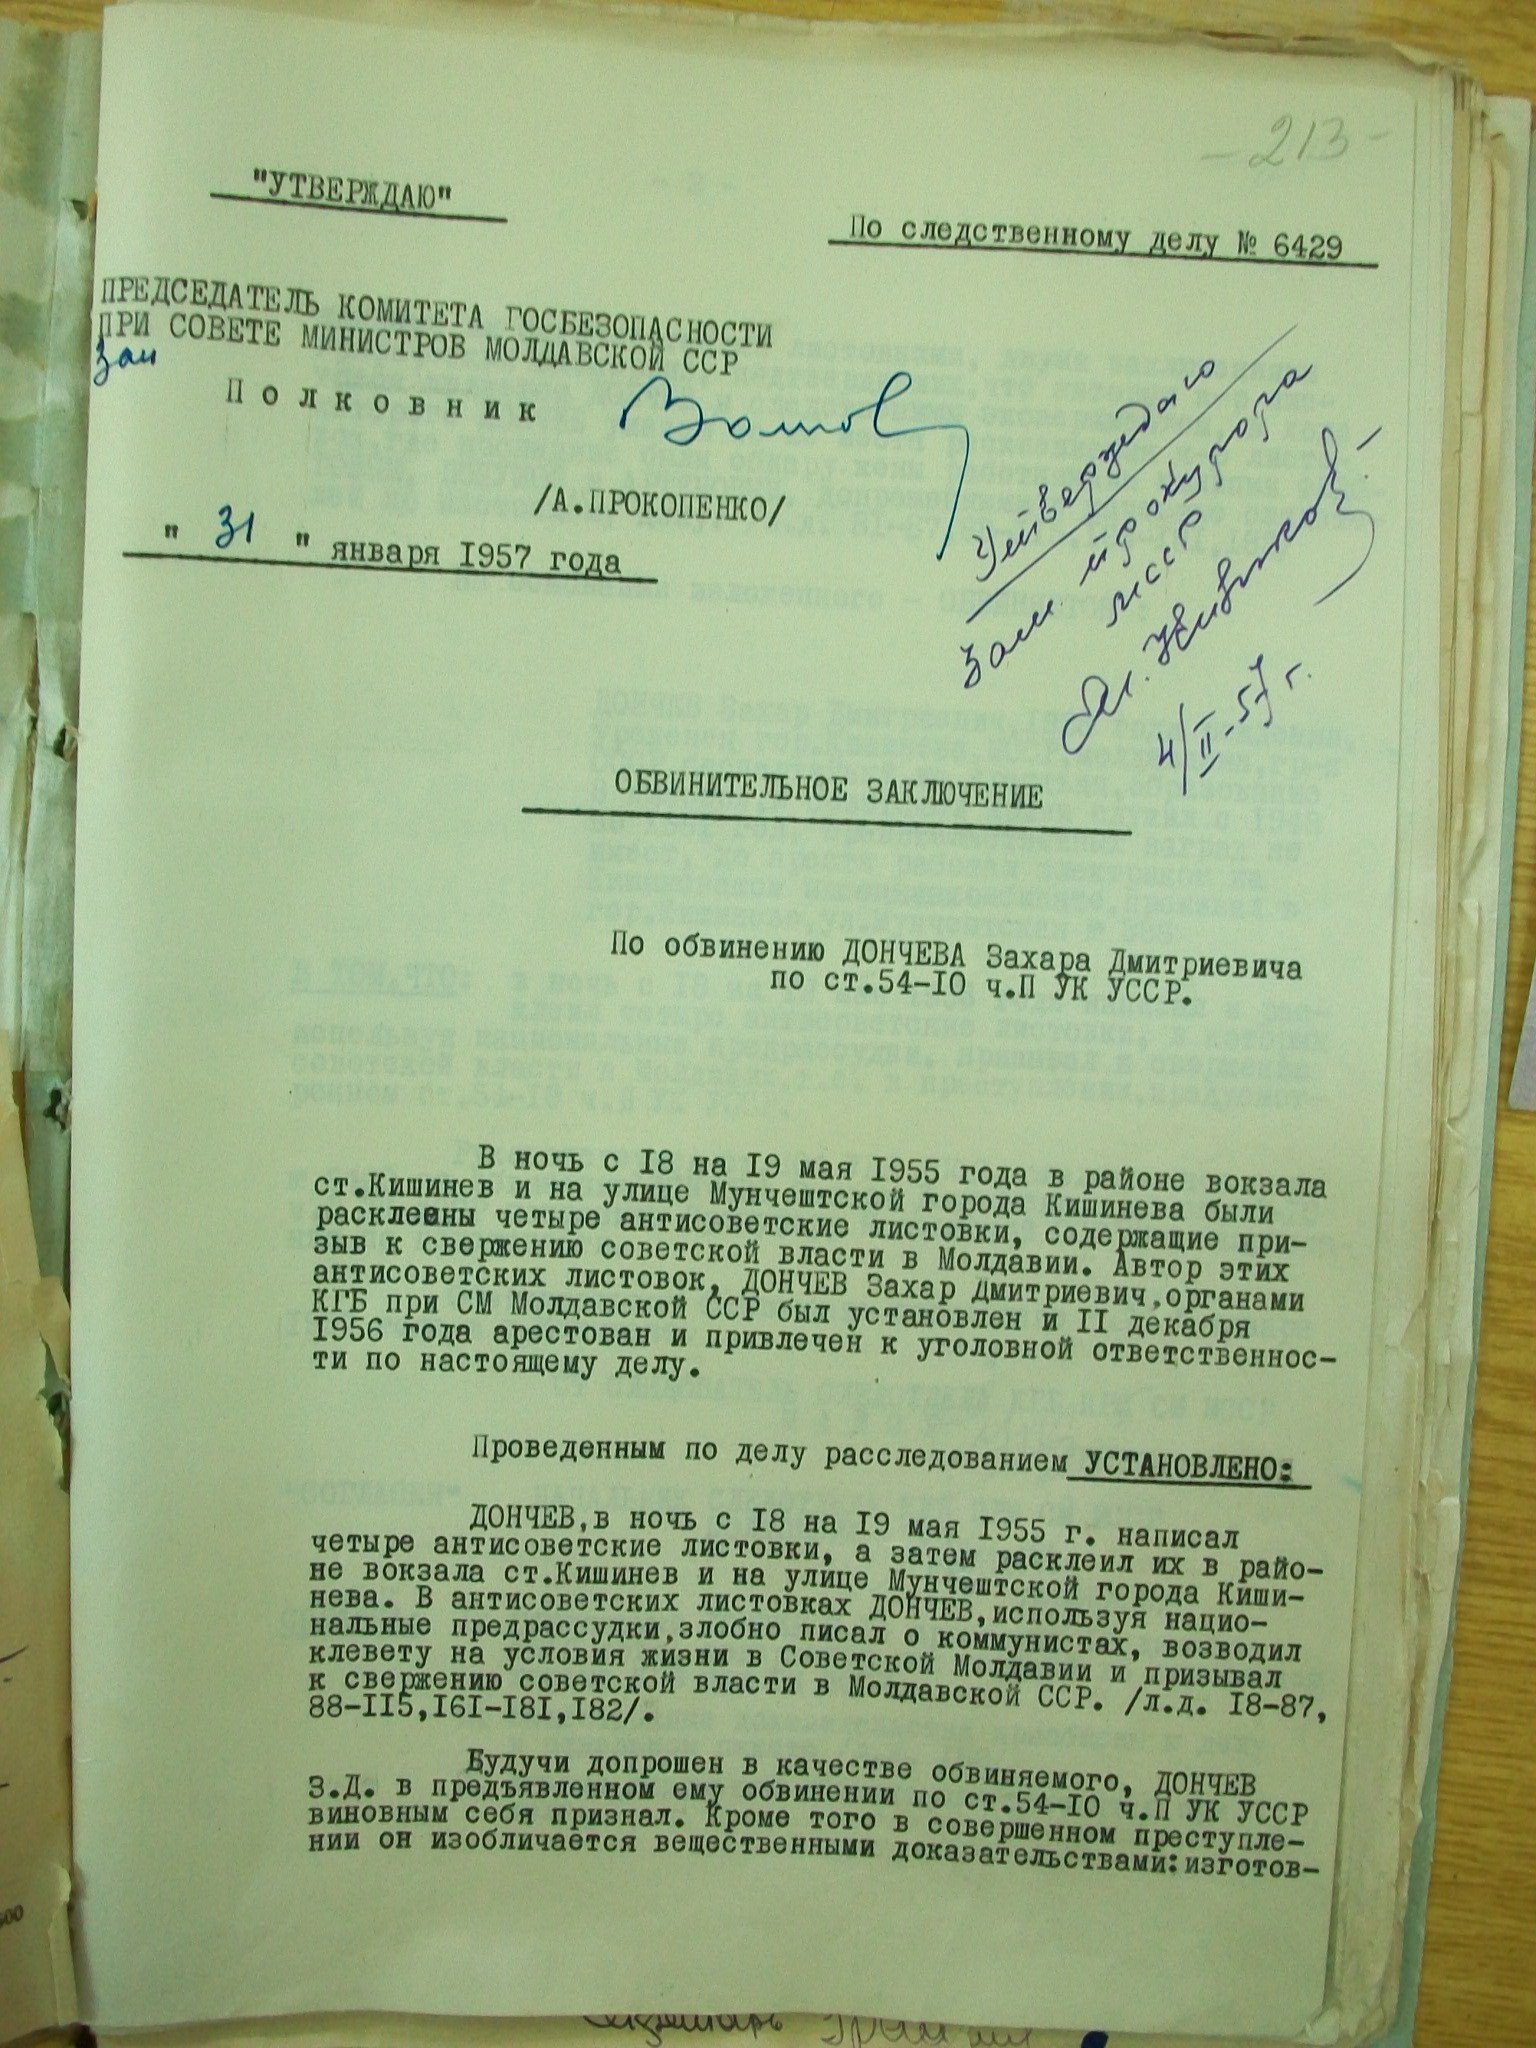 -213-
"УТВЕРЖДАЮ"
По следственному делу № 6429
ПРЕДСЕДАТЕЛЬ КОМИТЕТА ГОСБЕЗОПАСНОСТИ
ПРИ СОВЕТЕ МИНИСТРОВ МОЛДАВСКОЙ ССР
Зам
Полковник
/А.ПРОКОПЕНКО/
" 31 " января 1957 года
Утверждаю
Зам прокурора
МССР
4/II-57 г.
ОБВИНИТЕЛЬНОЕ ЗАКЛЮЧЕНИЕ
По обвинению ДОНЧЕВА Захара Дмитриевича
по ст.54-10 ч.П УК УССР.
В ночь с 18 на 19 мая 1955 года в районе вокзала
ст.Кишинев и на улице Мунчештской города Кишинева были
расклеены четыре антисоветские листовки, содержащие при-
зыв к свержению советской власти в Молдавии. Автор этих
антисоветских листовок, ДОНЧЕВ Захар Дмитриевич,органами
КГБ при СМ Молдавской ССР был установлен и II декабря
1956 года арестован и привлечен к уголовной ответственнос-
ти по настоящему делу.
Проведенным по делу расследованием УСТАНОВЛЕНО:
ДОНЧЕВ,в ночь с 18 на 19 мая 1955 г. написал
четыре антисоветские листовки, а затем расклеил их в райо-
не вокзала ст.Кишинев и на улице Мунчештской города Киши-
нева. В антисоветских листовках ДОНЧЕВ,используя нацио-
нальные предрассудки,злобно писал о коммунистах, возводил
клевету на условия жизни в Советской Молдавии и призывал
к свержению советской власти в Молдавской ССР. /л.д. 18-87,
88-115,161-181,182/.
Будучи допрошен в качестве обвиняемого, ДОНЧЕВ
З.Д. в предъявленном ему обвинении по ст.54-10 ч.П УК УССР
виновным себя признал. Кроме того в совершенном преступле-
нии он изобличается вещественными доказательствами:изготов-